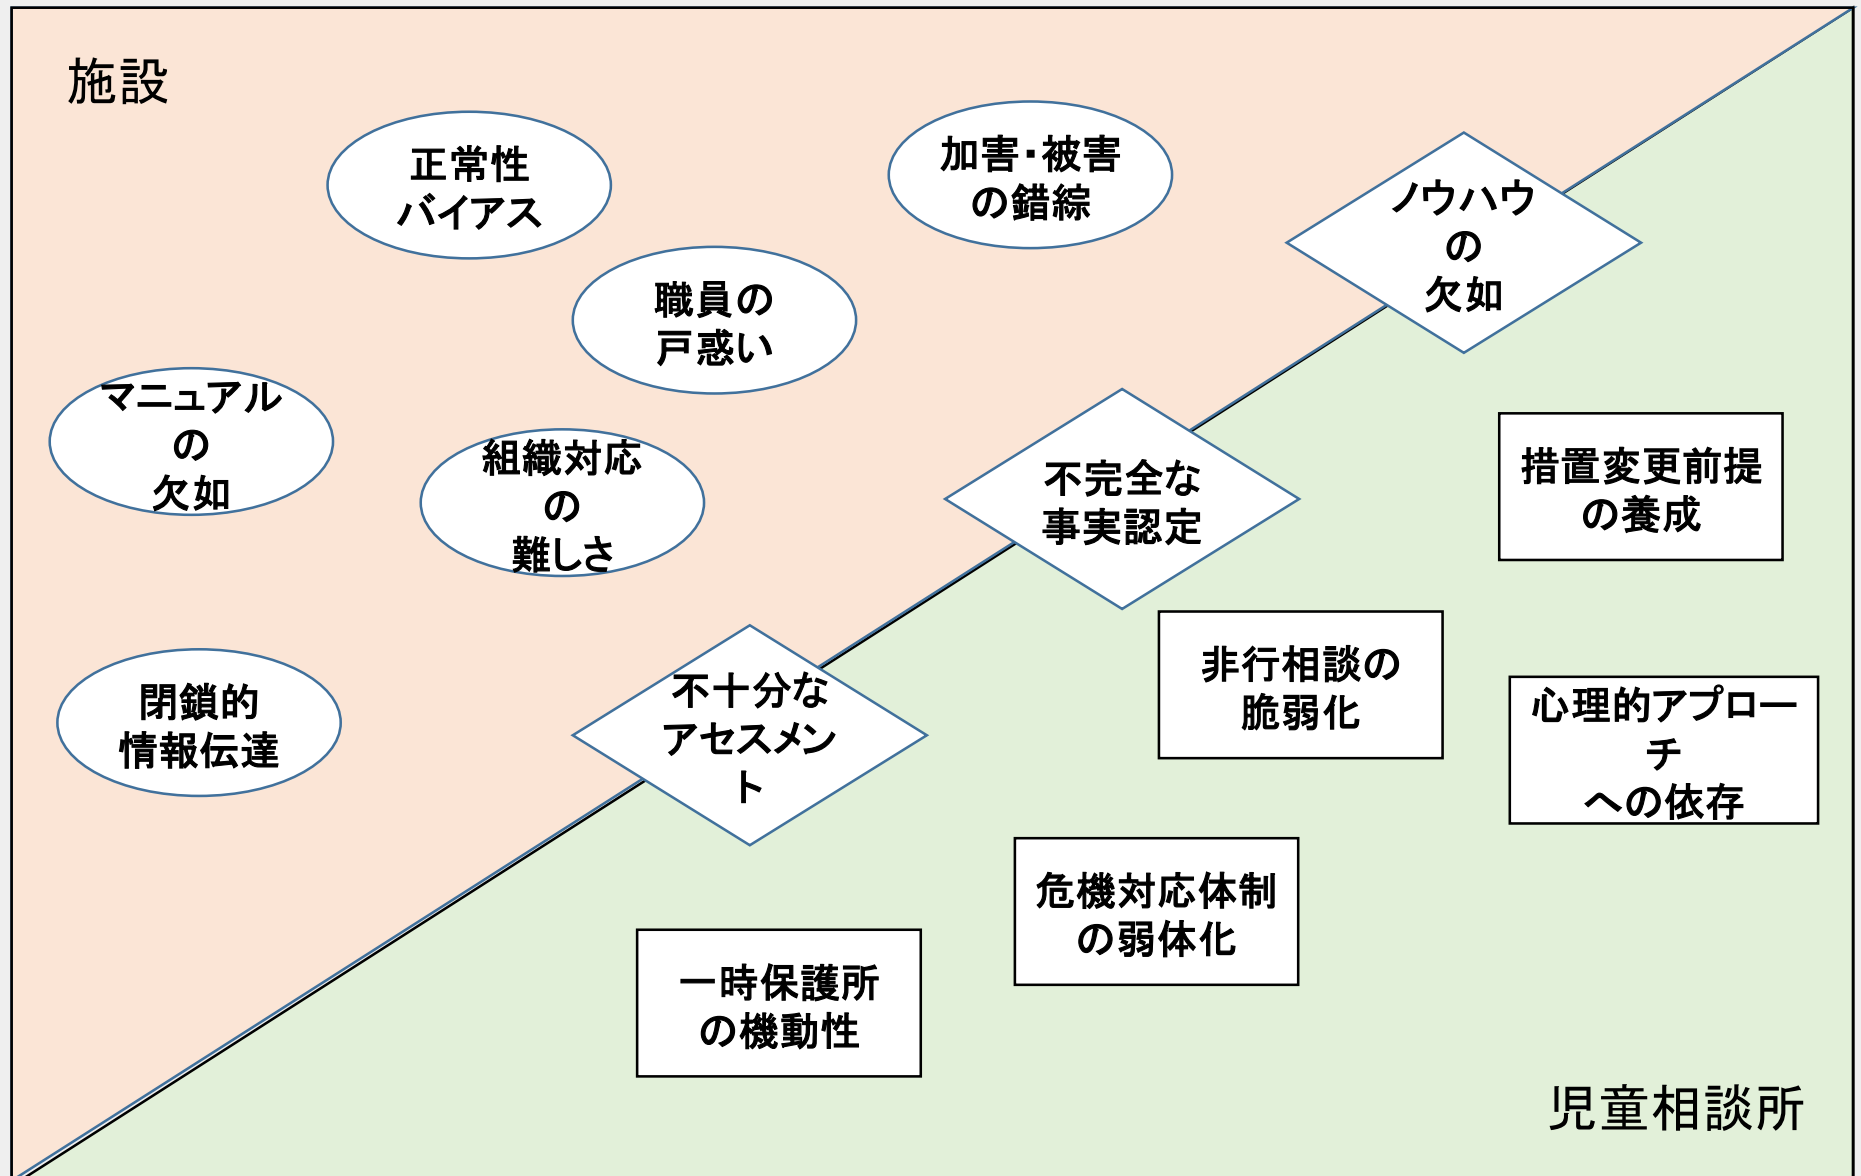 施設
正常性
バイアス
加害・被害
の錯綜
ノウハウ
の
欠如
職員の
戸惑い
マニュアル
の
欠如
組織対応
の
難しさ
不完全な
事実認定
措置変更前提
の養成
閉鎖的
情報伝達
不十分な
アセスメン
ト
非行相談の
脆弱化
心理的アプロー
チ
への依存
危機対応体制
の弱体化
一時保護所
の機動性
児童相談所